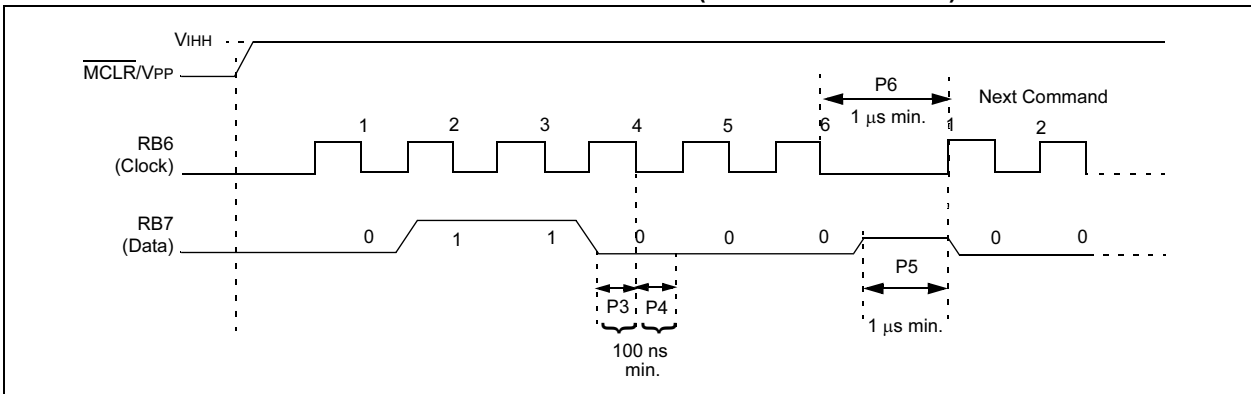 VIHH
MCLR/VPP
P6
1 µs min.
Next Command
1 2 3 4 5 6 1 2
RB6
(Clock)
RB7
(Data)
0 1 1 0 0 0 0 0
P5
P3 P4
1 µs min.
100 ns
min.